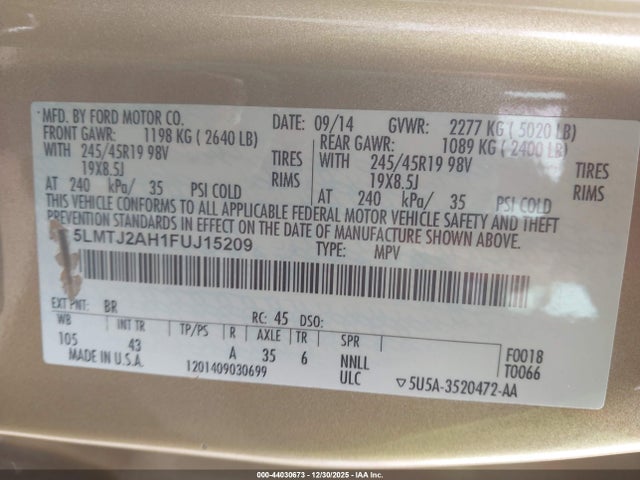 MFD. BY FORD MOTOR CO. DATE: 09/14 GVWR: 2277 KG ( 5020 LB)
FRONT GAWR: 1198 KG ( 2640 LB) REAR GAWR: 1089 KG ( 2400 LB)
WITH 245/45R19 98V TIRES WITH 245/45R19 98V TIRES
19X8.5J RIMS 19X8.5J RIMS
AT 240 kPa/ 35 PSI COLD AT 240 kPa/ 35 PSI COLD
THIS VEHICLE CONFORMS TO ALL APPLICABLE FEDERAL MOTOR VEHICLE SAFETY AND THEFT
PREVENTION STANDARDS IN EFFECT ON THE DATE OF MANUFACTURE SHOWN ABOVE.
5LMTJ2AH1FUJ15209 TYPE: MPV
EXT PNT: BR RC: 45 DSO:
WB INT TR TP/PS R AXLE TR SPR
105 43 A 35 6 NNLL F0018
MADE IN U.S.A. 1201409030699 ULC ▽5U5A-3520472-AA T0066
© 2000 - 44030673 - 12/30/2025 - IAA, Inc.